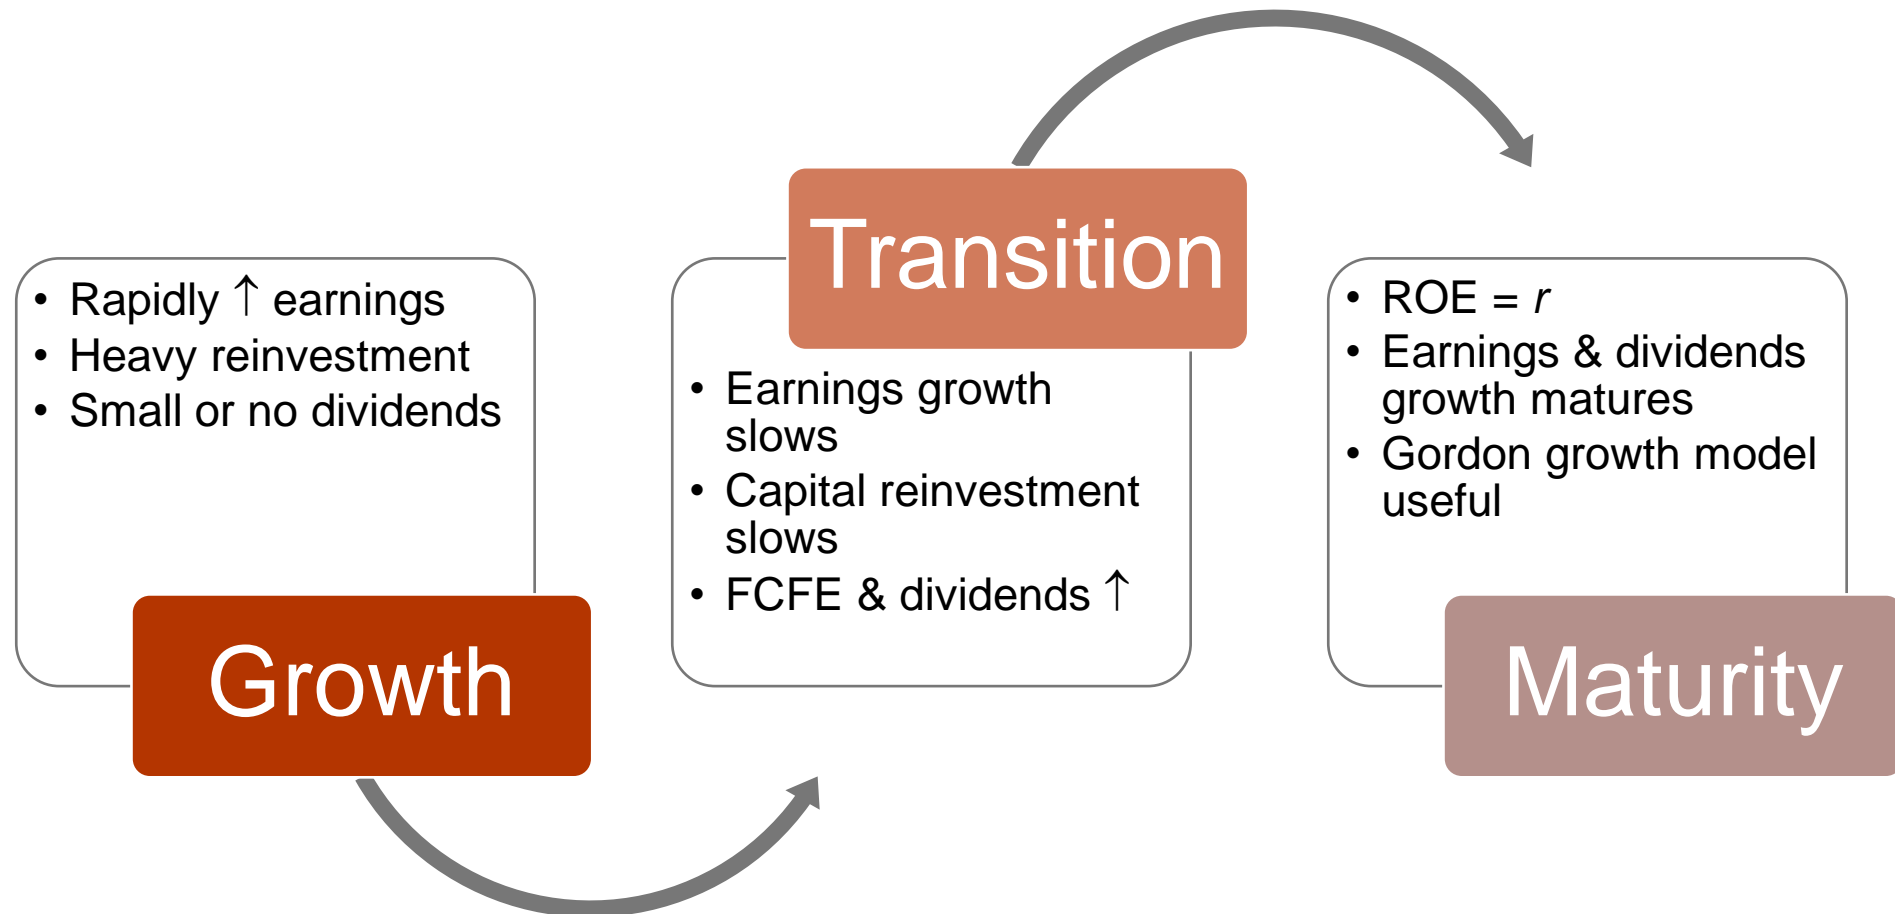 • Rapidly ↑ earnings
• Heavy reinvestment
• Small or no dividends
Growth
Transition
• Earnings growth
slows
• Capital reinvestment
slows
• FCFE & dividends ↑
• ROE = r
• Earnings & dividends
growth matures
• Gordon growth model
useful
Maturity